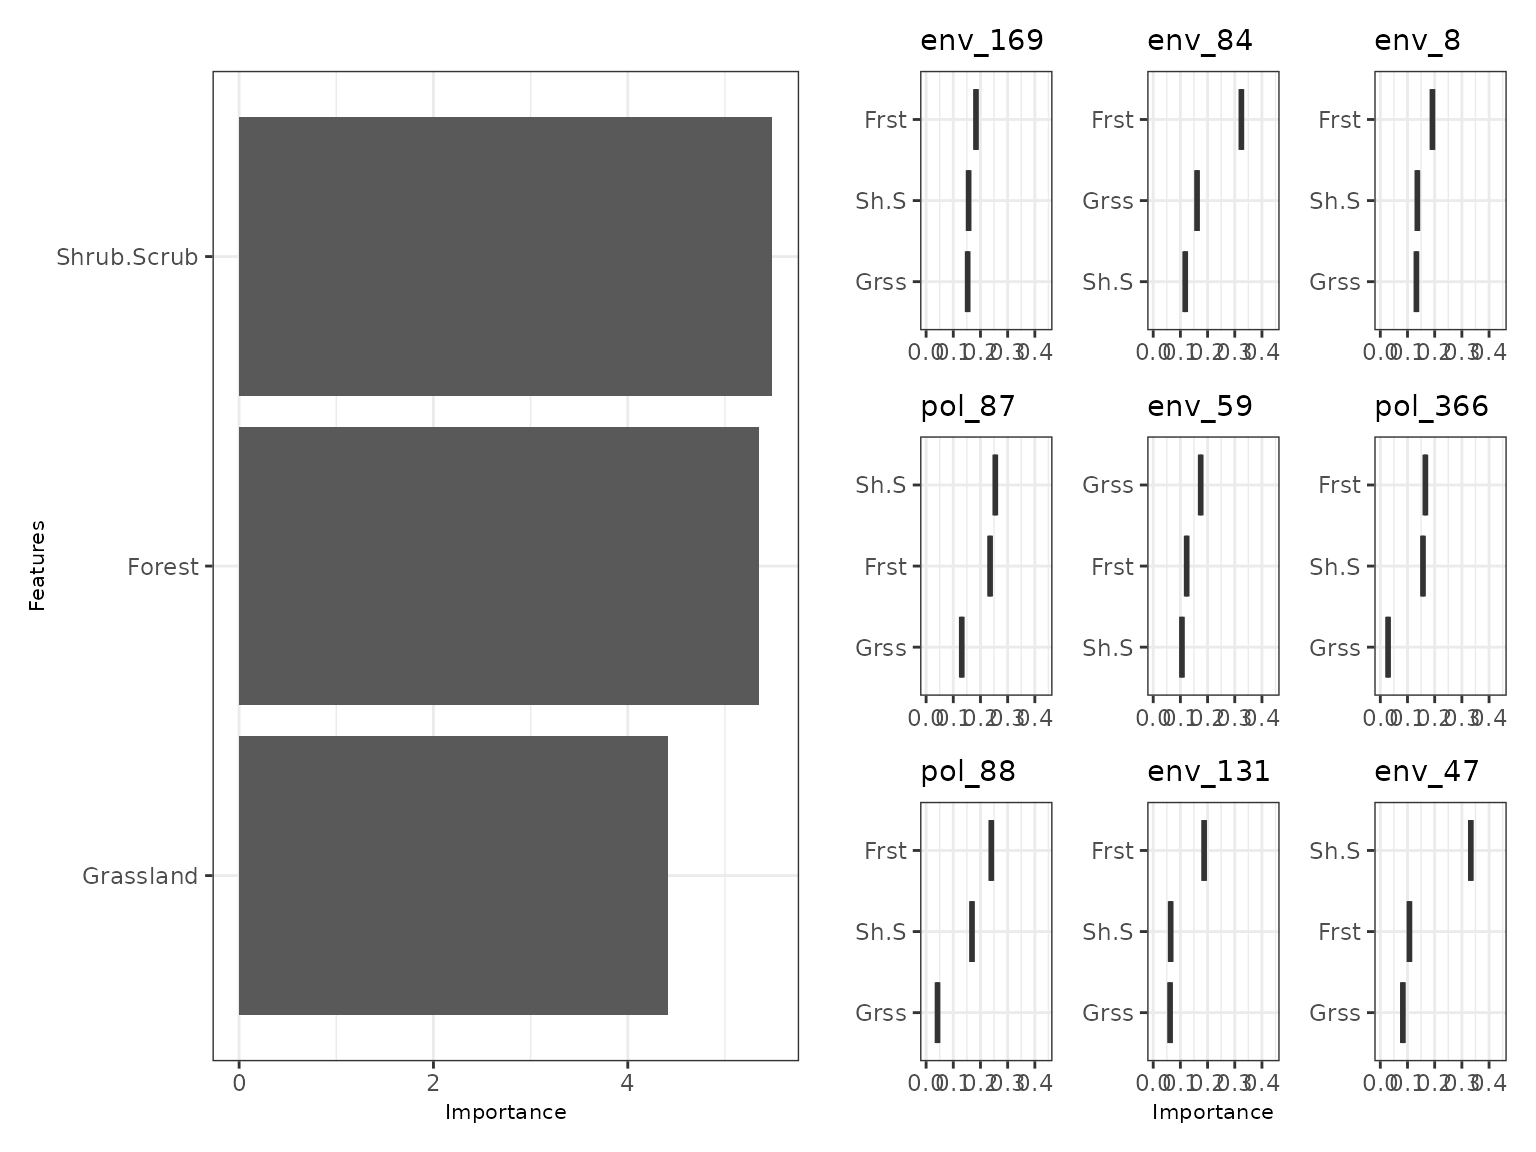 Features
Shrub.Scrub
Forest
Grassland
0 2 4
Importance
env_169 env_84 env_8
Frst Frst Frst
Sh.S Grss Sh.S
Grss Sh.S Grss
0.0 0.1 0.2 0.3 0.4 0.0 0.1 0.2 0.3 0.4 0.0 0.1 0.2 0.3 0.4
pol_87 env_59 pol_366
Sh.S Grss Frst
Frst Frst Sh.S
Grss Sh.S Grss
0.0 0.1 0.2 0.3 0.4 0.0 0.1 0.2 0.3 0.4 0.0 0.1 0.2 0.3 0.4
pol_88 env_131 env_47
Frst Frst Sh.S
Sh.S Sh.S Frst
Grss Grss Grss
0.0 0.1 0.2 0.3 0.4 0.0 0.1 0.2 0.3 0.4 0.0 0.1 0.2 0.3 0.4
Importance